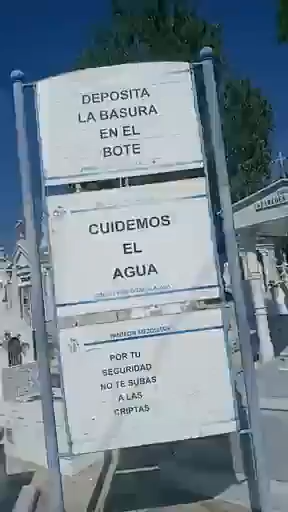 DEPOSITA
LA BASURA
EN EL
BOTE
CUIDEMOS
EL
AGUA
POR TU
SEGURIDAD
NO TE SUBAS
A LAS
CRIPTAS